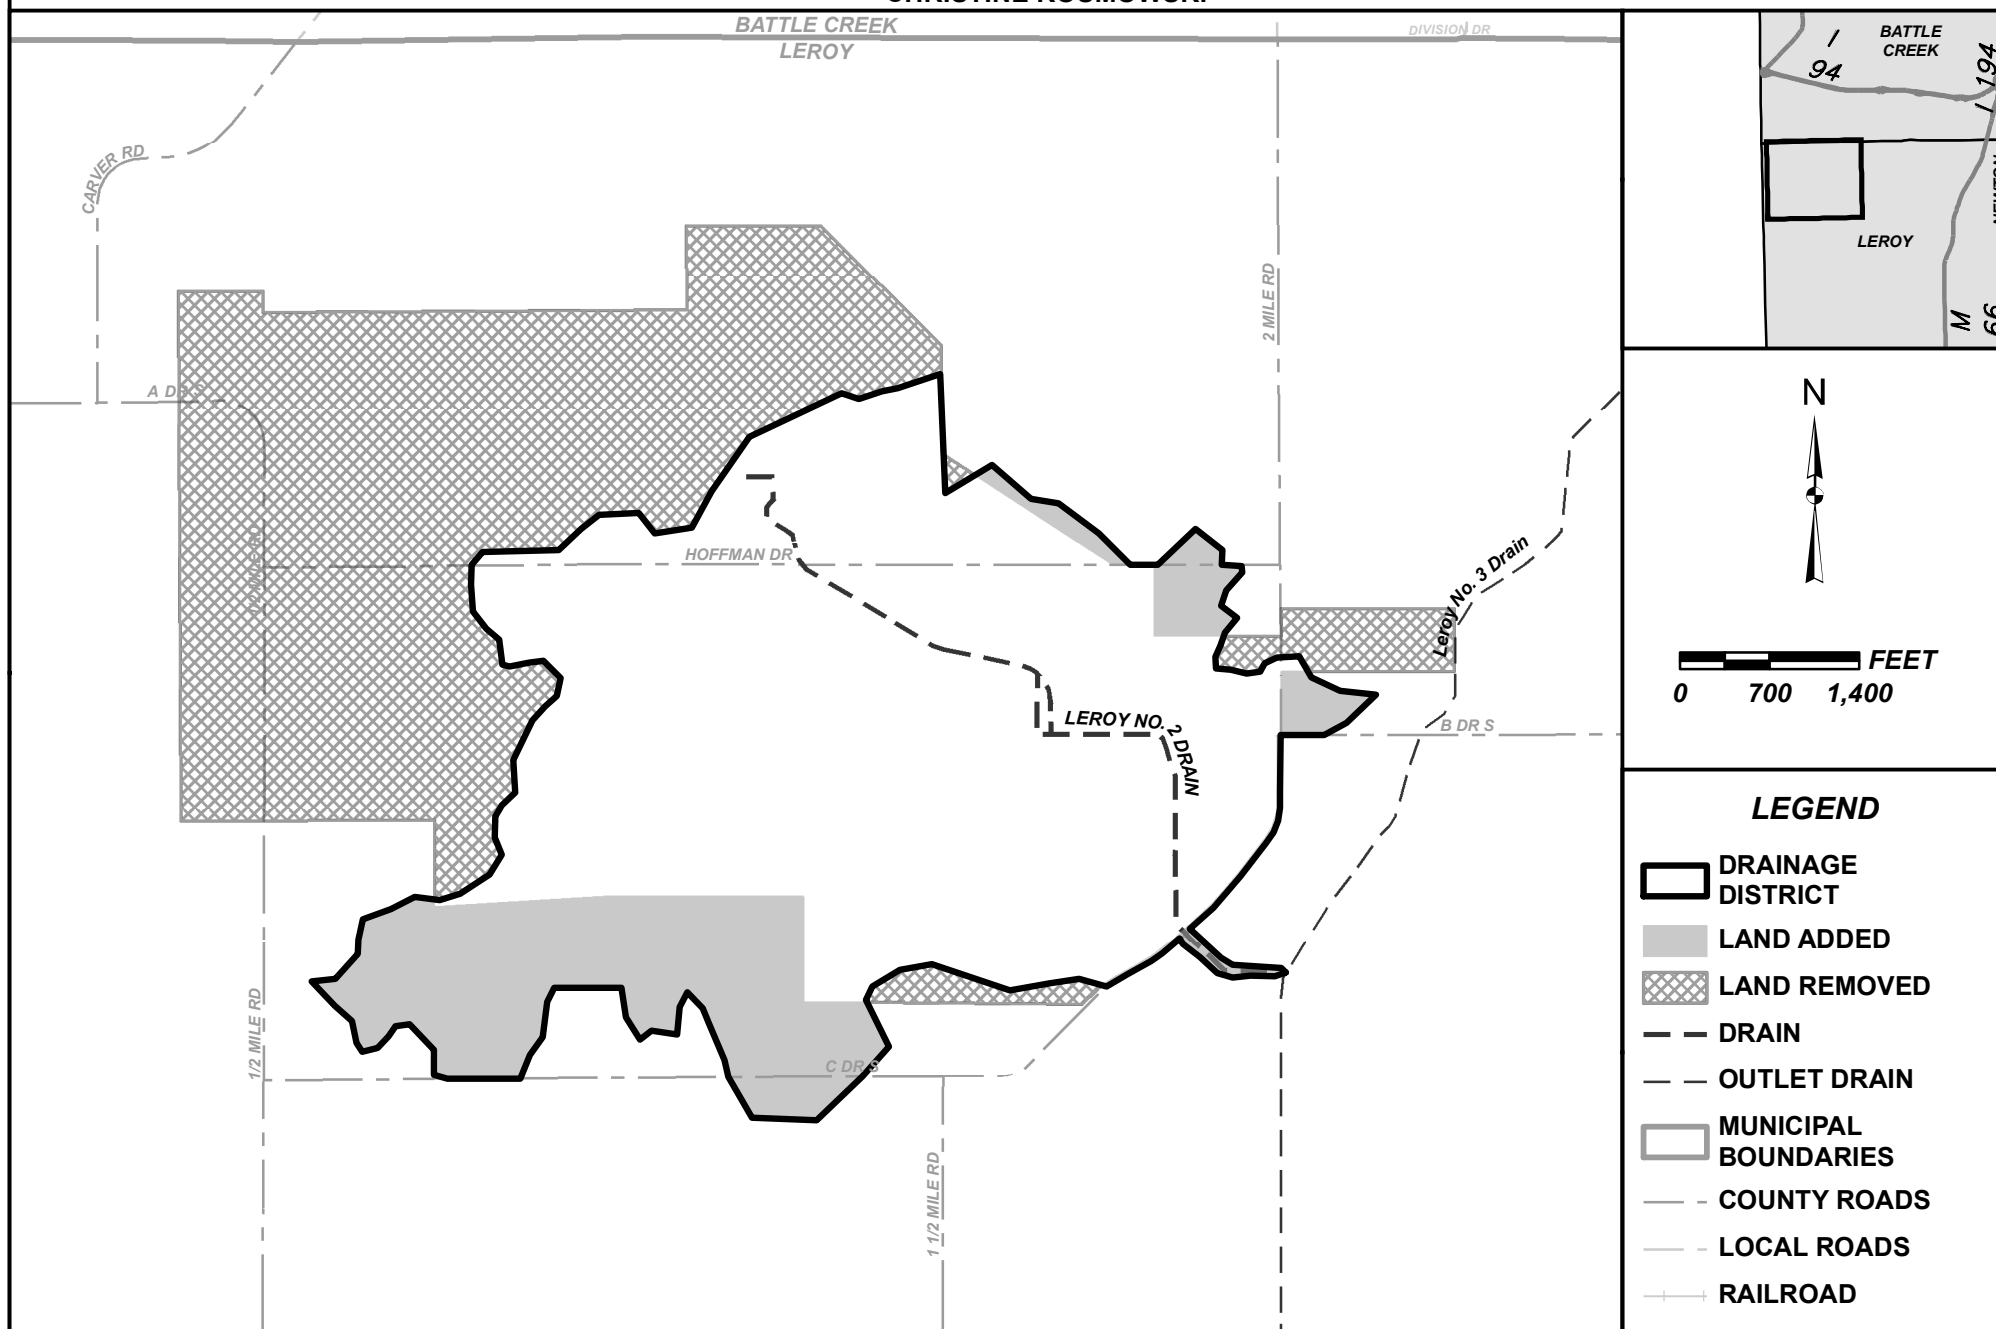 BATTLE CREEK
LEROY
DIVISION DR
CARVER RD
A DR S
2 MILE RD
HOFFMAN DR
1/2 MILE RD
Leroy No. 3 Drain
LEROY NO. 2 DRAIN
B DR S
1/2 MILE RD
C DR S
1 1/2 MILE RD
BATTLE
CREEK
I
94
I 194
LEROY
M
66
N
FEET
0 700 1,400
LEGEND
DRAINAGE
DISTRICT
LAND ADDED
LAND REMOVED
DRAIN
OUTLET DRAIN
MUNICIPAL
BOUNDARIES
COUNTY ROADS
LOCAL ROADS
RAILROAD